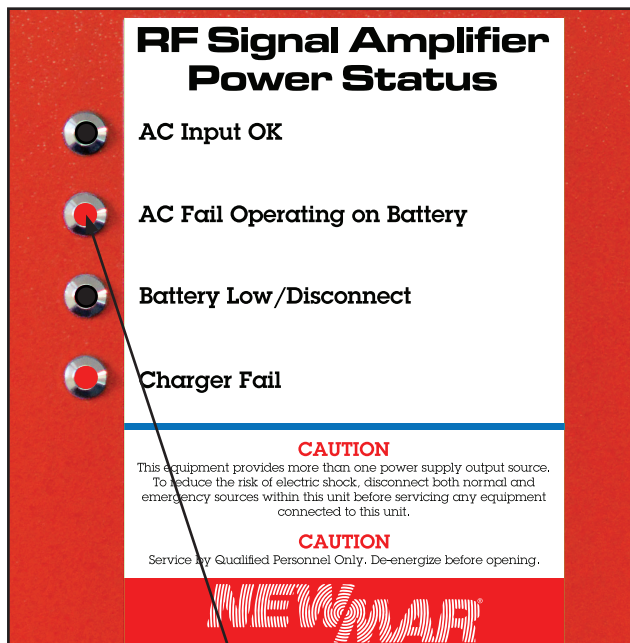 RF Signal Amplifier
Power Status
AC Input OK
AC Fail Operating on Battery
Battery Low/Disconnect
Charger Fail
CAUTION
This equipment provides more than one power supply output source.
To reduce the risk of electric shock, disconnect both normal and
emergency sources within this unit before servicing any equipment
connected to this unit.
CAUTION
Service by Qualified Personnel Only. De-energize before opening.
NEWMAR®